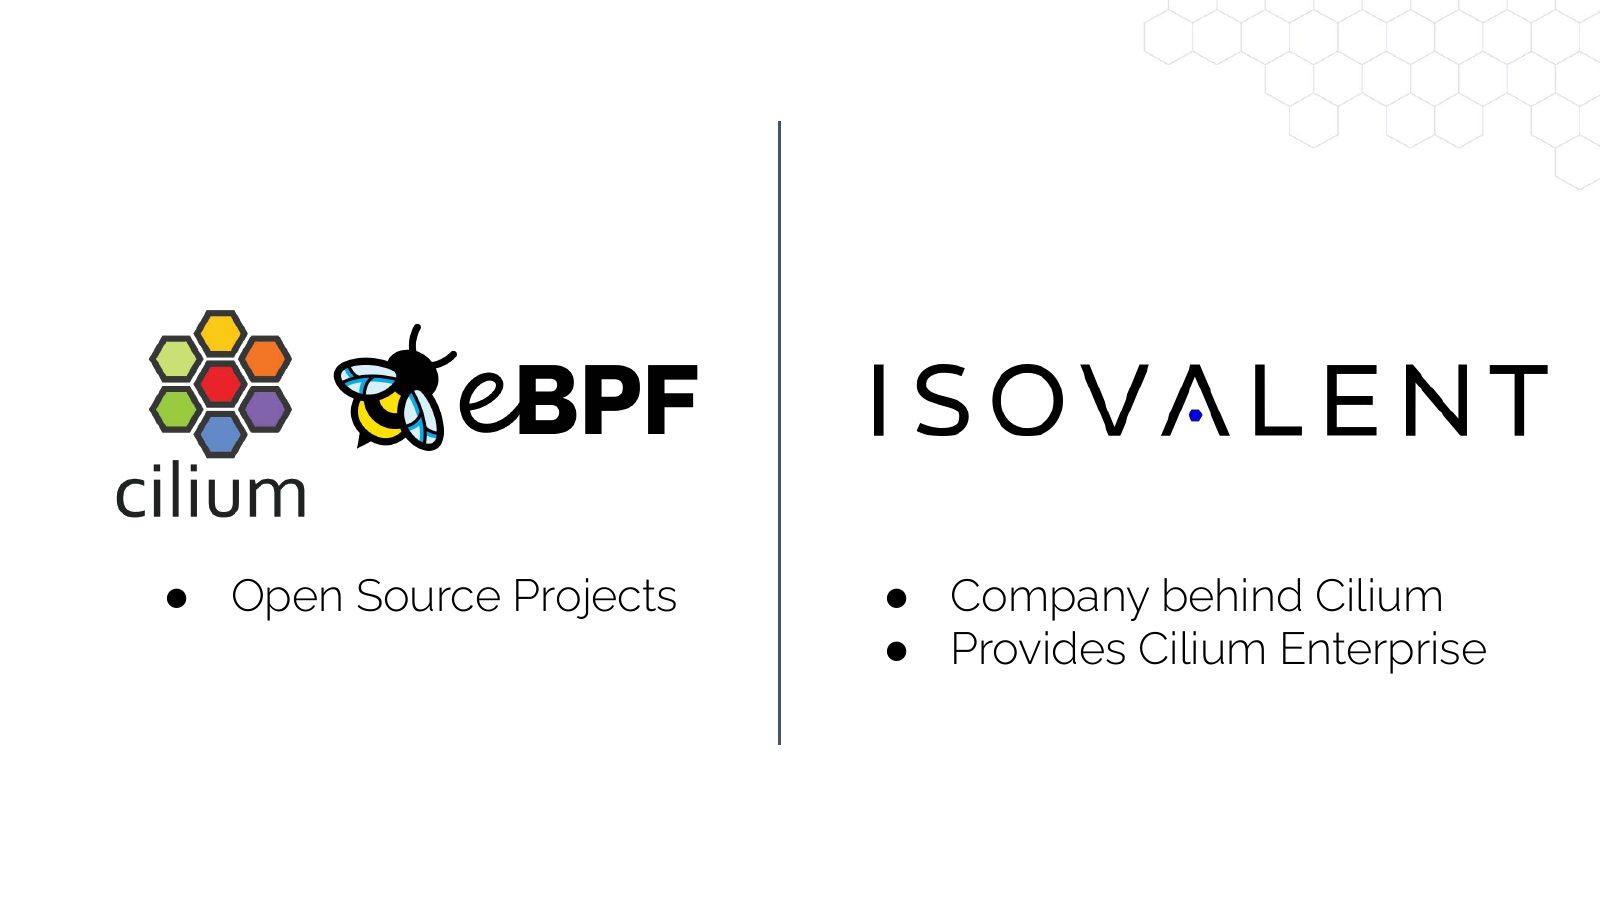 cilium
eBPF
● Open Source Projects
ISOVALENT
● Company behind Cilium
● Provides Cilium Enterprise